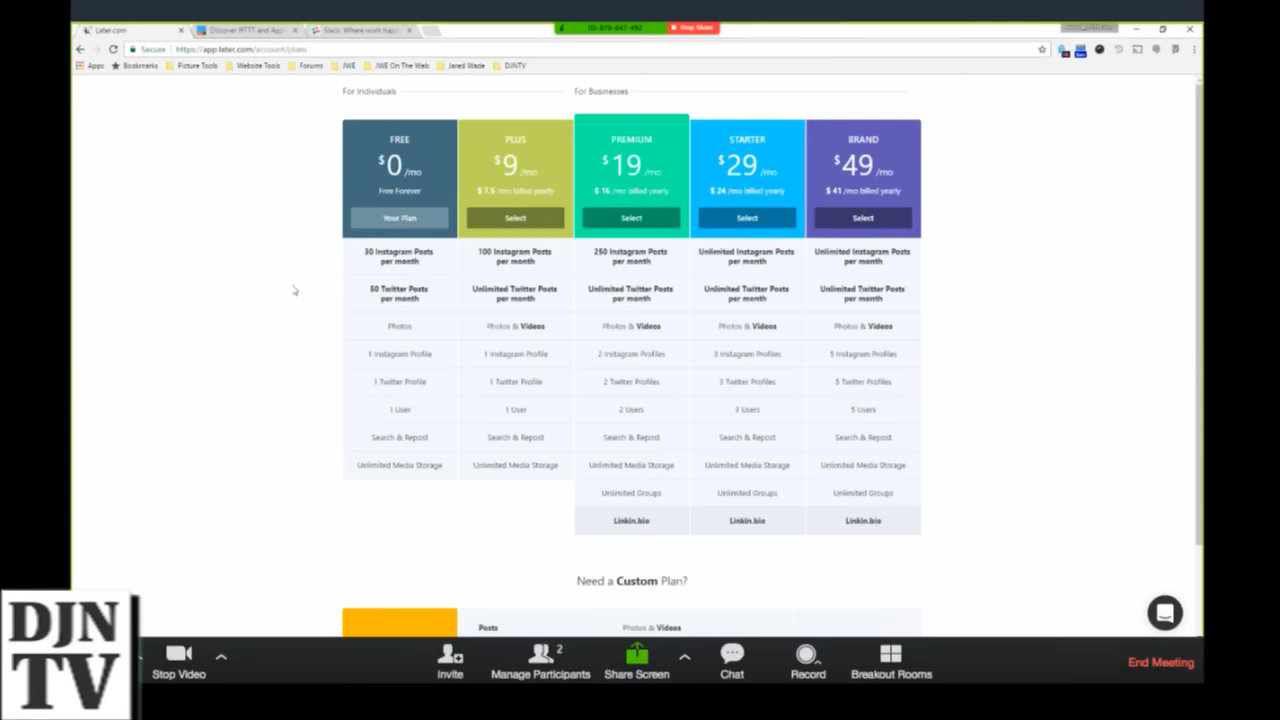 Later.com
Discover IFTTT and Appl
Slack: Where work happ
ID: 870-847-492
Stop Share
Secure
https://app.later.com/account/plans
Apps
Bookmarks
Picture Tools
Website Tools
Forums
JWE
JWE On The Web
Jared Wade
DJNTV
For Individuals
For Businesses
FREE
$0/mo
Free Forever
Your Plan
30 Instagram Posts
per month
50 Twitter Posts
per month
Photos
1 Instagram Profile
1 Twitter Profile
1 User
Search & Repost
Unlimited Media Storage
PLUS
$9/mo
$ 7.5 /mo billed yearly
Select
100 Instagram Posts
per month
Unlimited Twitter Posts
per month
Photos & Videos
1 Instagram Profile
1 Twitter Profile
1 User
Search & Repost
Unlimited Media Storage
PREMIUM
$19/mo
$ 16 /mo billed yearly
Select
250 Instagram Posts
per month
Unlimited Twitter Posts
per month
Photos & Videos
2 Instagram Profiles
2 Twitter Profiles
2 Users
Search & Repost
Unlimited Media Storage
Unlimited Groups
Linkin.bio
STARTER
$29/mo
$ 24 /mo billed yearly
Select
Unlimited Instagram Posts
per month
Unlimited Twitter Posts
per month
Photos & Videos
3 Instagram Profiles
3 Twitter Profiles
3 Users
Search & Repost
Unlimited Media Storage
Unlimited Groups
Linkin.bio
BRAND
$49/mo
$ 41 /mo billed yearly
Select
Unlimited Instagram Posts
per month
Unlimited Twitter Posts
per month
Photos & Videos
5 Instagram Profiles
5 Twitter Profiles
5 Users
Search & Repost
Unlimited Media Storage
Unlimited Groups
Linkin.bio
Need a Custom Plan?
Posts
Photos & Videos
DJN
TV
Stop Video
Invite
2
Manage Participants
Share Screen
Chat
Record
Breakout Rooms
End Meeting